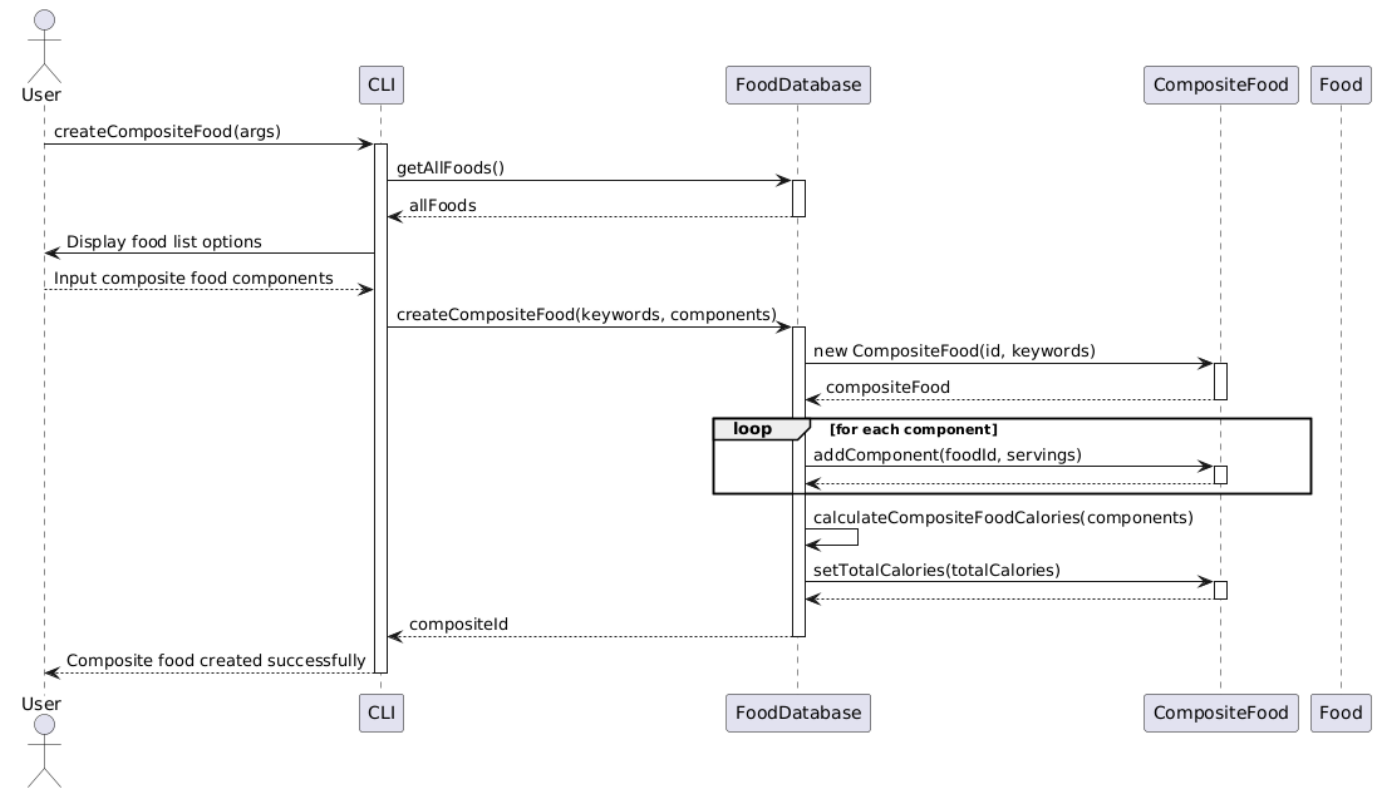 User
CLI
FoodDatabase
CompositeFood
Food
createCompositeFood(args)
getAllFoods()
allFoods
Display food list options
Input composite food components
createCompositeFood(keywords, components)
new CompositeFood(id, keywords)
compositeFood
loop
[for each component]
addComponent(foodId, servings)
calculateCompositeFoodCalories(components)
setTotalCalories(totalCalories)
compositeId
Composite food created successfully
User
CLI
FoodDatabase
CompositeFood
Food